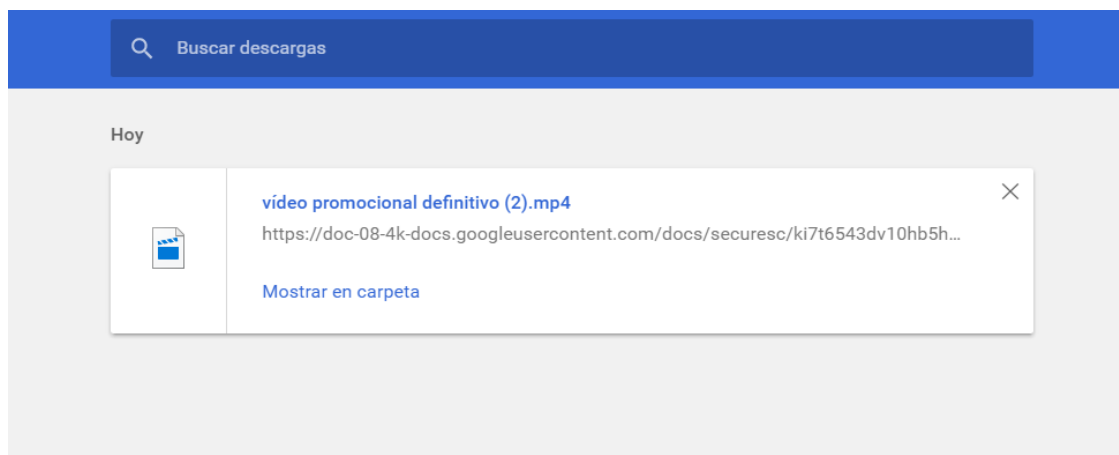 Buscar descargas
Hoy
vídeo promocional definitivo (2).mp4
https://doc-08-4k-docs.googleusercontent.com/docs/securesc/ki7t6543dv10hb5h...
Mostrar en carpeta